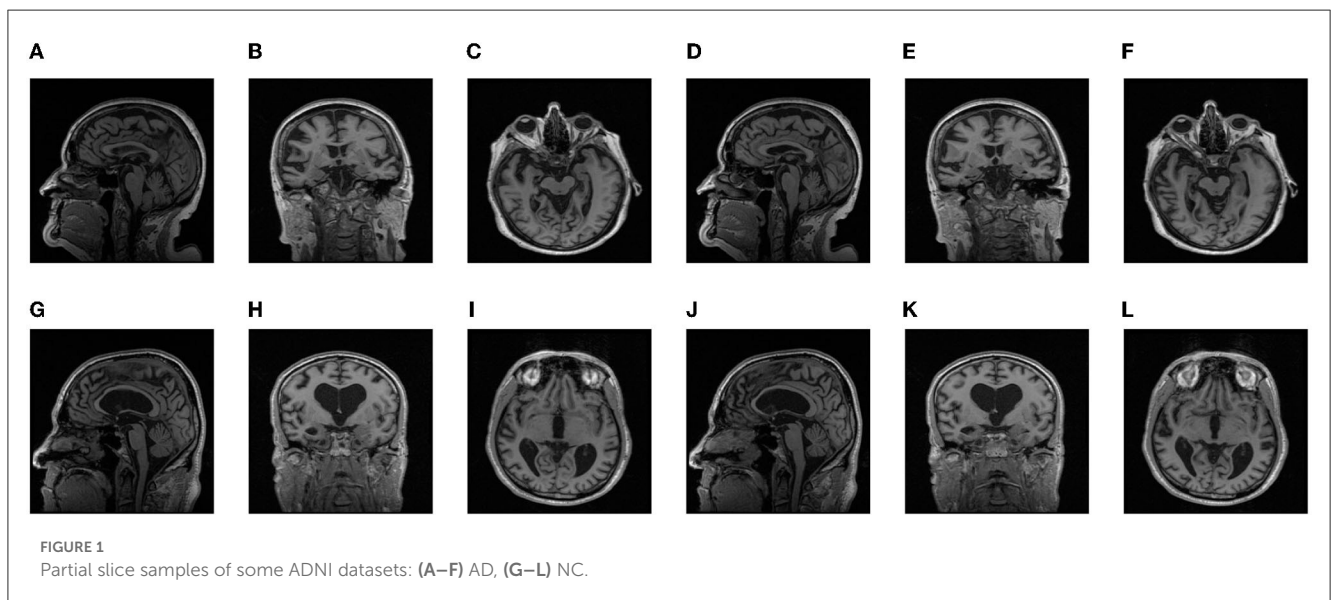 A B C D E F
G H I J K L
FIGURE 1
Partial slice samples of some ADNI datasets: (A–F) AD, (G–L) NC.